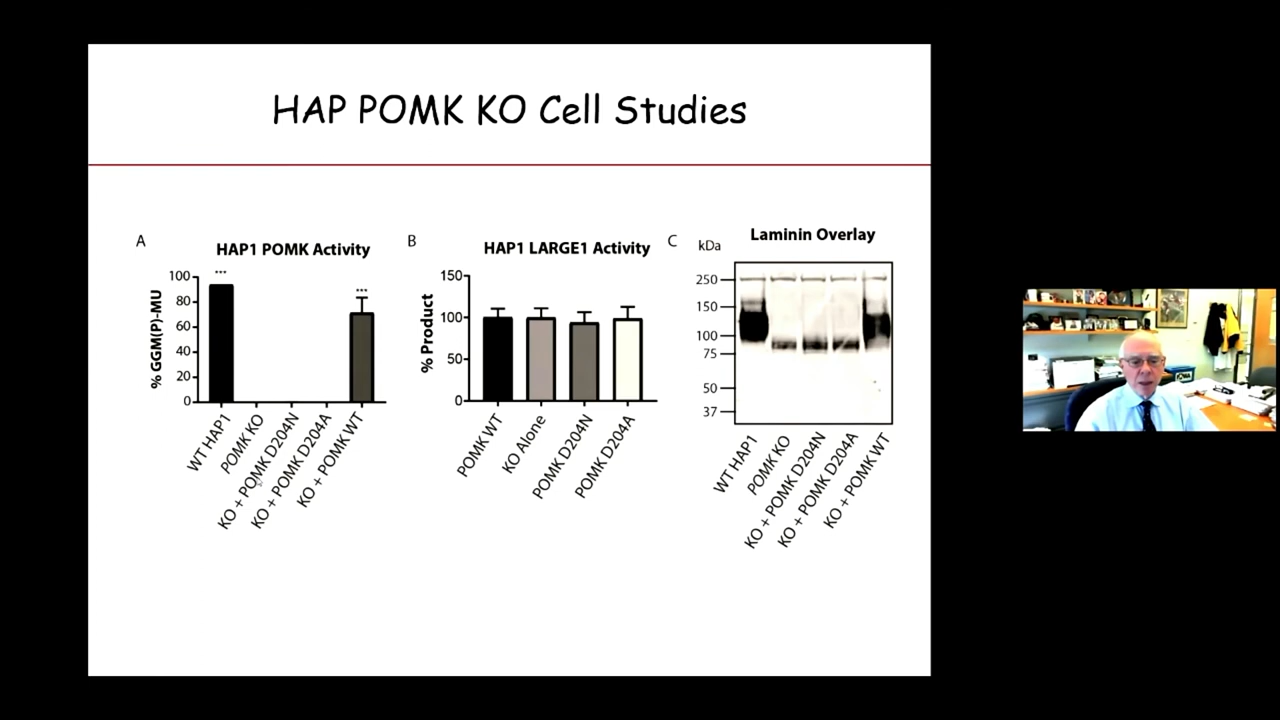 HAP POMK KO Cell Studies
A
HAP1 POMK Activity
% GGM(P)-MU
100
80
60
40
20
0
***
***
WT HAP1
POMK KO
KO + POMK D204N
KO + POMK D204A
KO + POMK WT
B
HAP1 LARGE1 Activity
% Product
150
100
50
0
POMK WT
KO Alone
POMK D204N
POMK D204A
C
Laminin Overlay
kDa
250
150
100
75
50
37
WT HAP1
POMK KO
KO + POMK D204N
KO + POMK D204A
KO + POMK WT